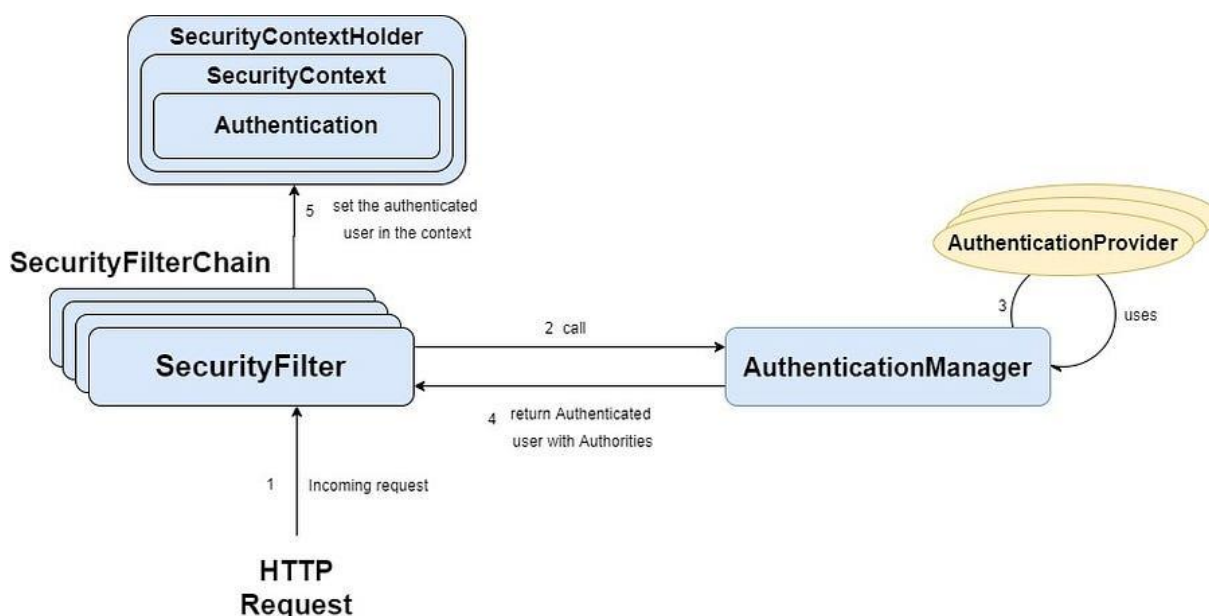 SecurityContextHolder
SecurityContext
Authentication
5 set the authenticated
user in the context
SecurityFilterChain
AuthenticationProvider
3
uses
2 call
SecurityFilter
AuthenticationManager
4 return Authenticated
user with Authorities
1 Incoming request
HTTP
Request